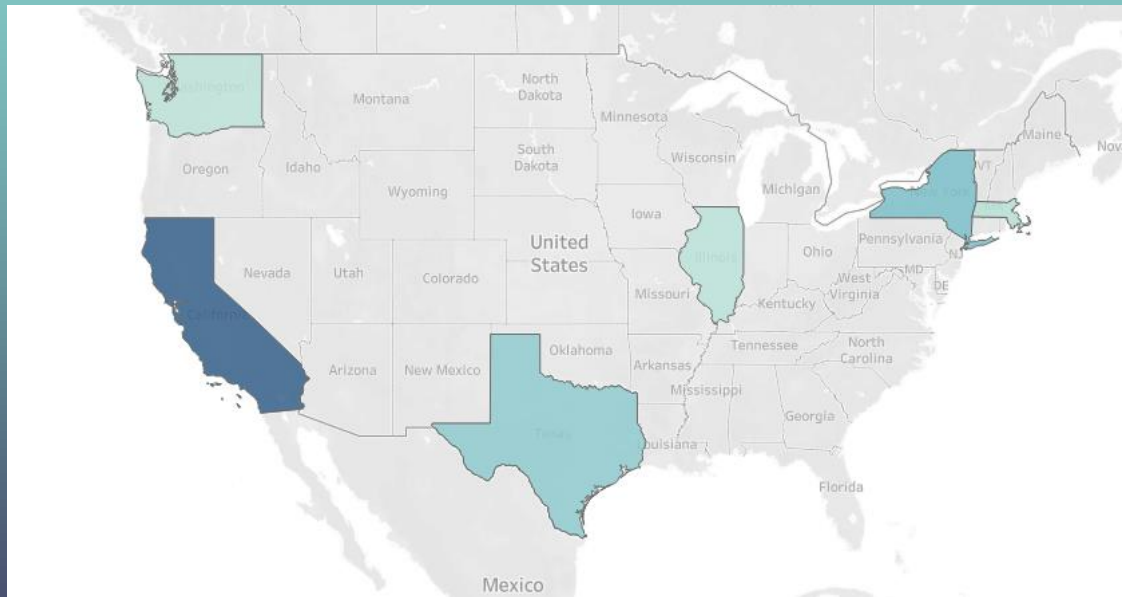 Washington
Montana
North
Dakota
Minnesota
Maine
Oregon
Idaho
South
Dakota
Wisconsin
VT
Nov
Wyoming
Michigan
New York
Iowa
Nevada
Utah
Colorado
United
States
Illinois
Ohio
Pennsylvania
NJ
California
Missouri
West
Virginia
MD
DE
Kentucky
Arizona
New Mexico
Oklahoma
Arkansas
Tennessee
North
Carolina
Texas
Mississippi
Georgia
Louisiana
Florida
Mexico